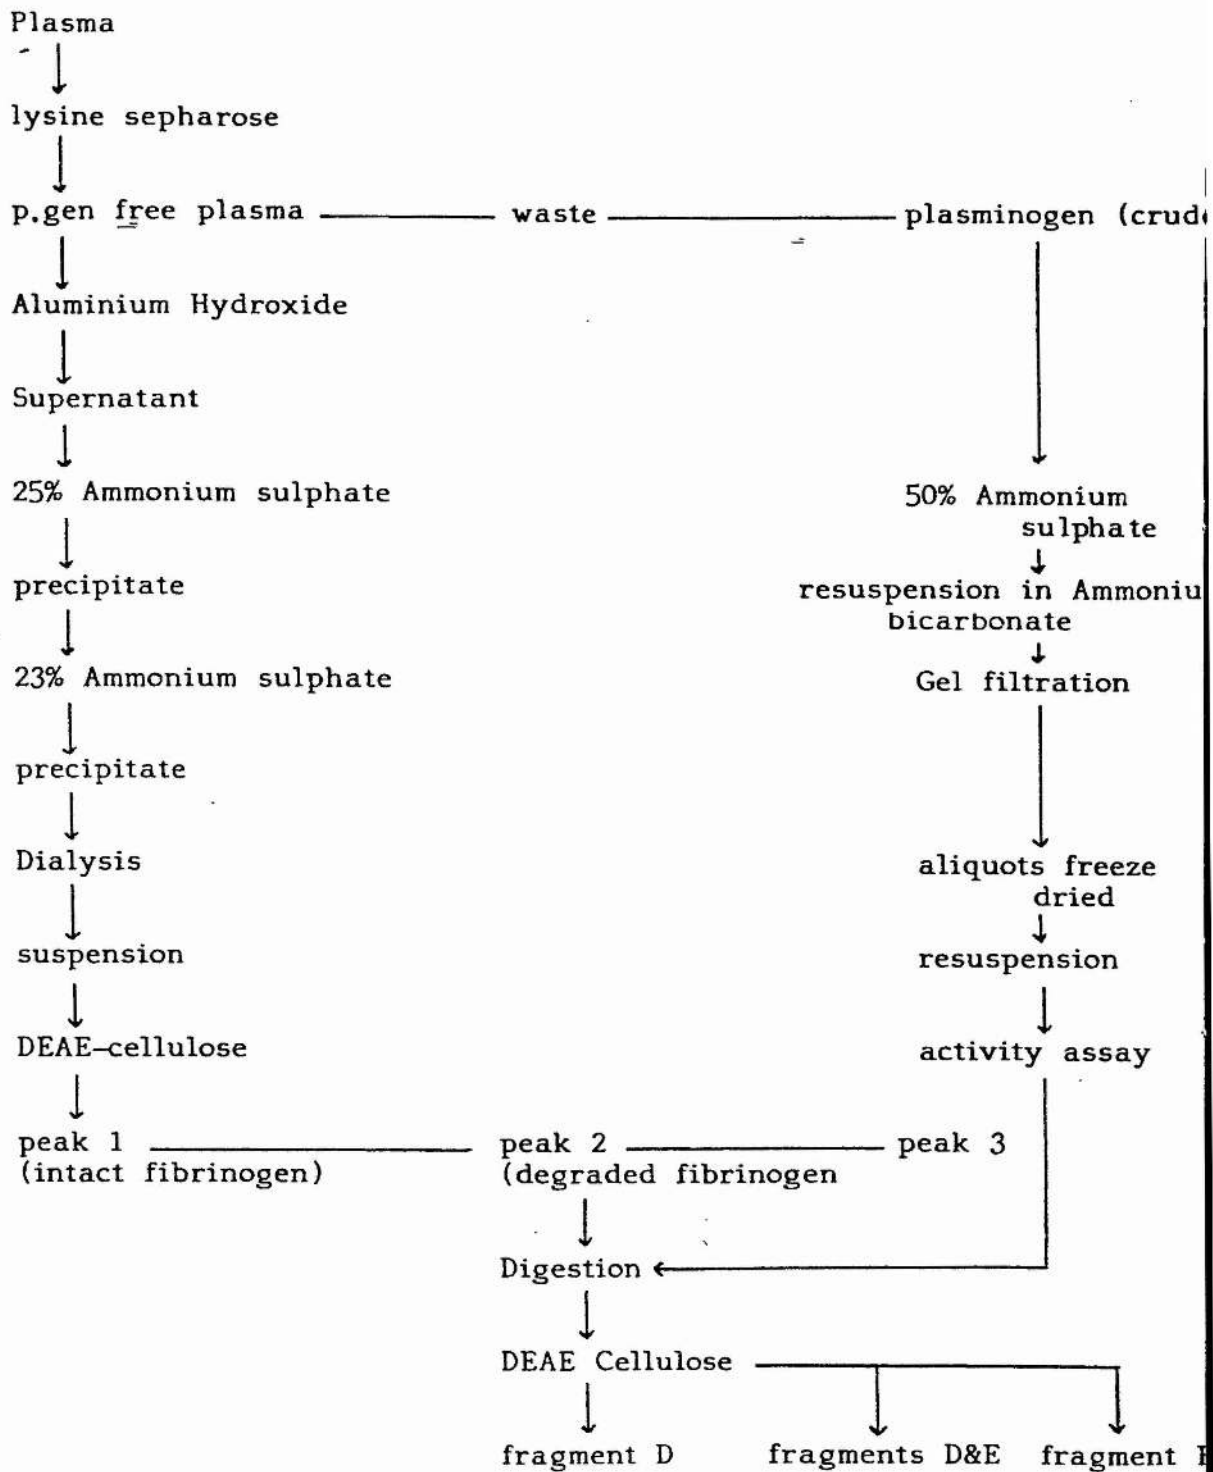 Plasma
lysine sepharose
p.gen free plasma waste plasminogen (crud
Aluminium Hydroxide
Supernatant
25% Ammonium sulphate 50% Ammonium
sulphate
precipitate resuspension in Ammoniu
bicarbonate
23% Ammonium sulphate Gel filtration
precipitate
Dialysis aliquots freeze
dried
suspension resuspension
DEAE-cellulose activity assay
peak 1 peak 2 peak 3
(intact fibrinogen) (degraded fibrinogen
Digestion
DEAE Cellulose
fragment D fragments D&E fragment